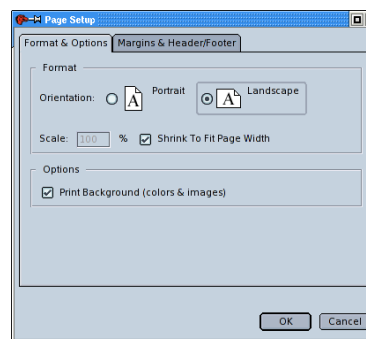 Page Setup
Format & Options Margins & Header/Footer
Format
Orientation: A Portrait A Landscape
Scale: 100 % Shrink To Fit Page Width
Options
Print Background (colors & images)
OK Cancel